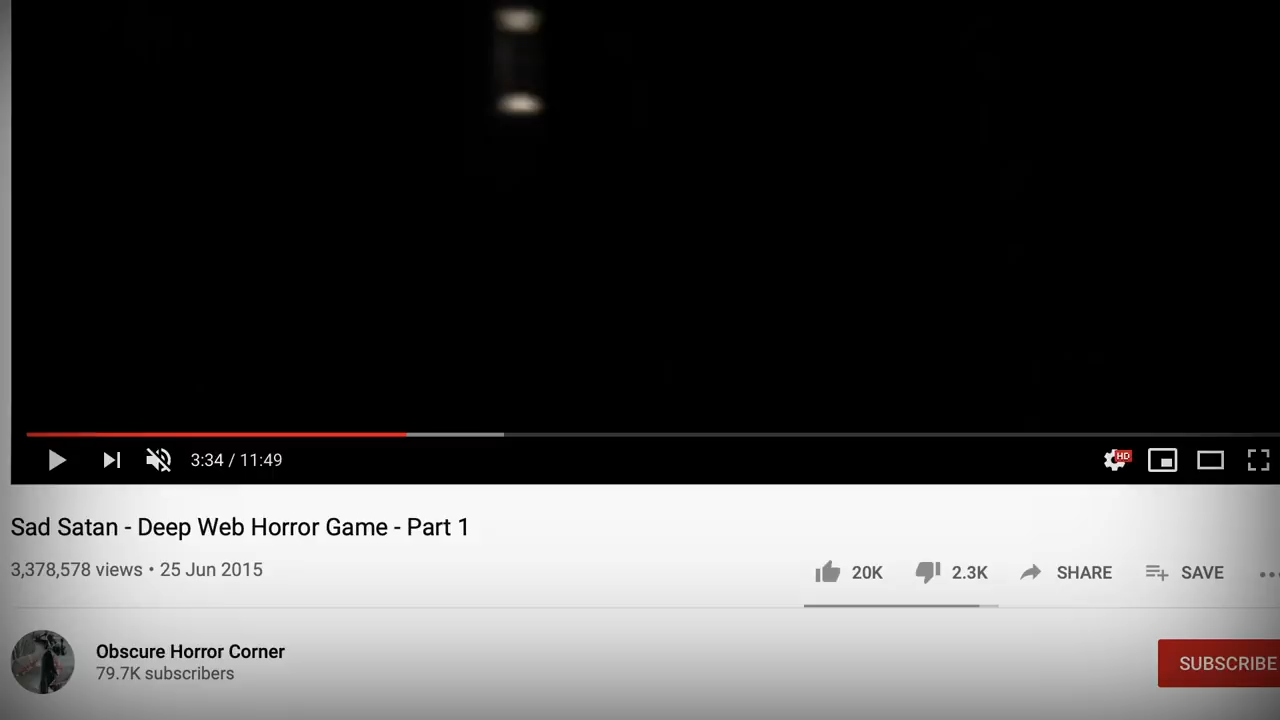 3:34 / 11:49
HD
Sad Satan - Deep Web Horror Game - Part 1
3,378,578 views • 25 Jun 2015
20K
2.3K
SHARE
SAVE
Obscure Horror Corner
79.7K subscribers
SUBSCRIBE